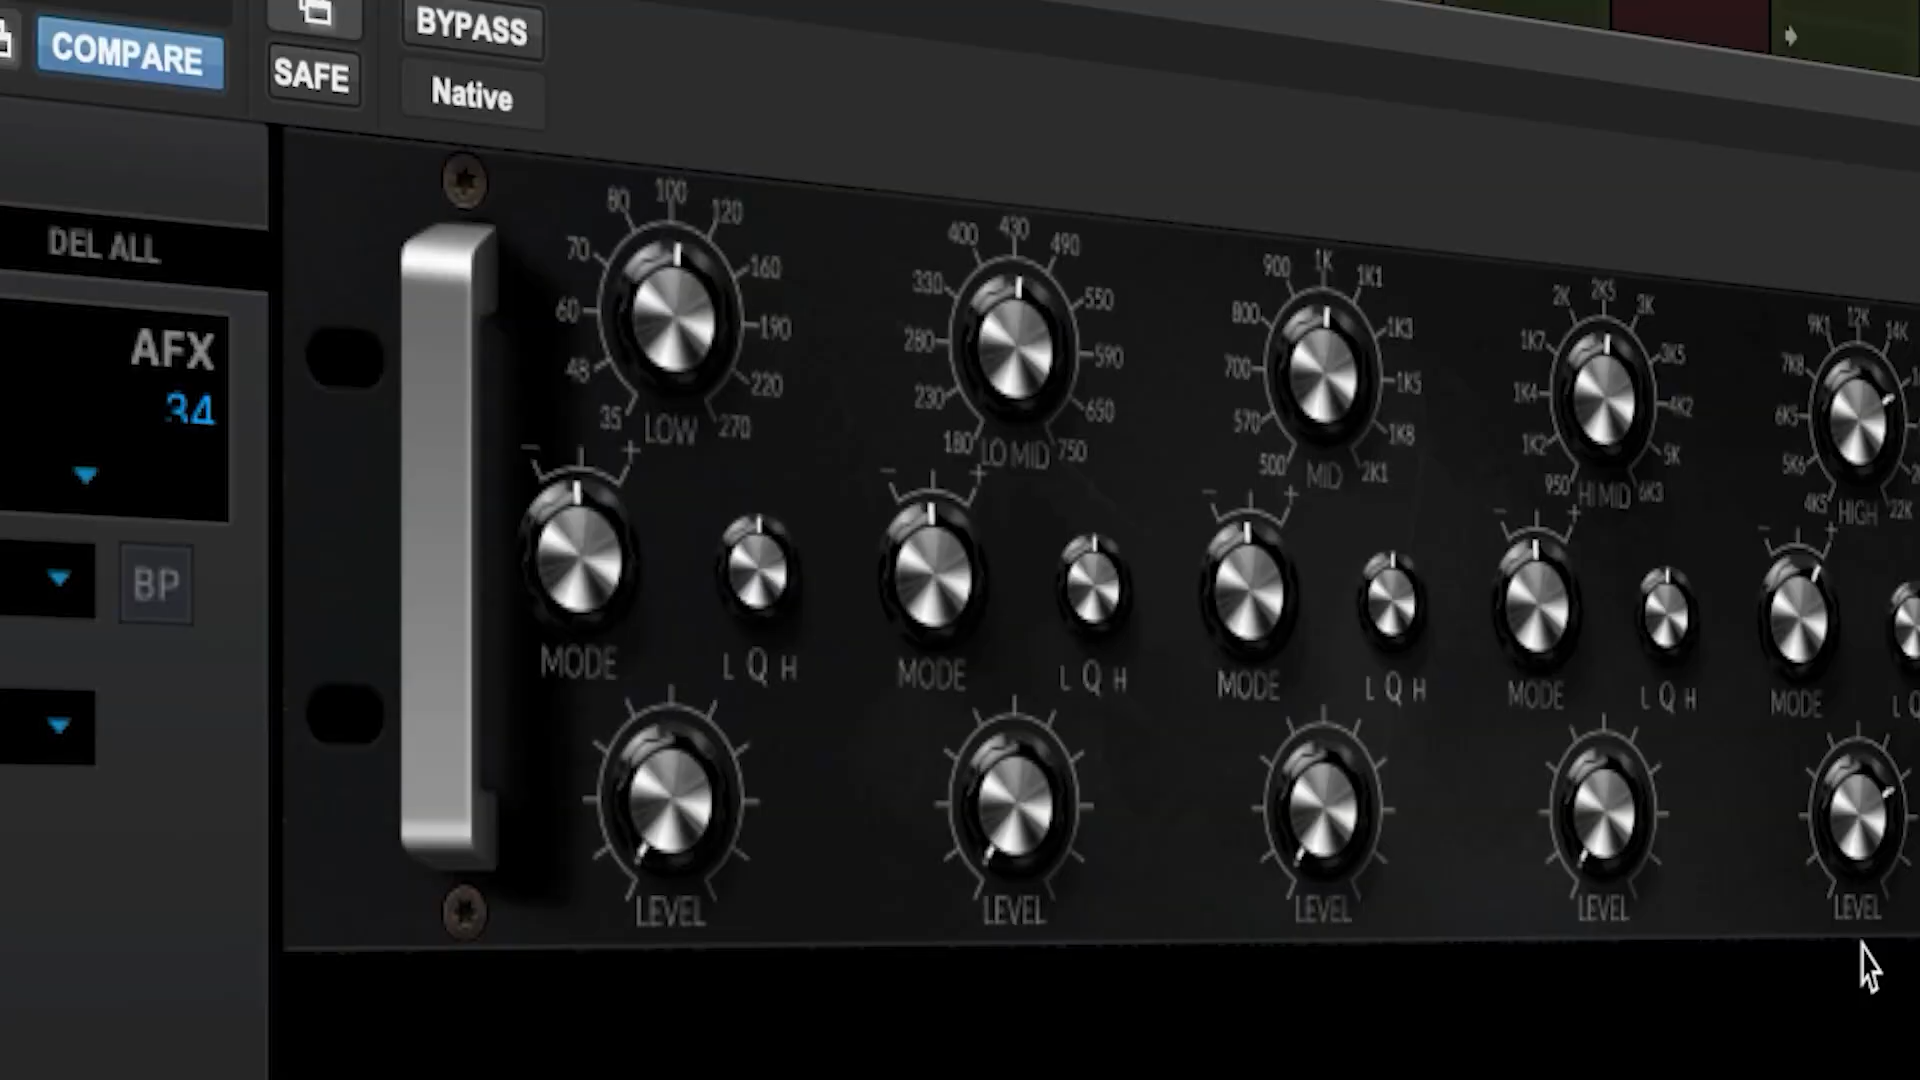 COMPARE
SAFE
BYPASS
Native
DEL ALL
AFX
34
BP
35 48 60 70 80 100 120 160 190 220 270
LOW
180 230 280 330 400 430 490 550 590 650 750
LO MID
500 570 700 800 900 1K 1K1 1K3 1K5 1K8 2K1
MID
950 1K2 1K4 1K7 2K 2K5 3K 3K5 4K2 5K 6K3
HI MID
4K5 5K6 6K5 7K8 9K1 12K 14K 22K
HIGH
- +
- +
- +
- +
- +
MODE L Q H
MODE L Q H
MODE L Q H
MODE L Q H
MODE L Q
LEVEL
LEVEL
LEVEL
LEVEL
LEVEL